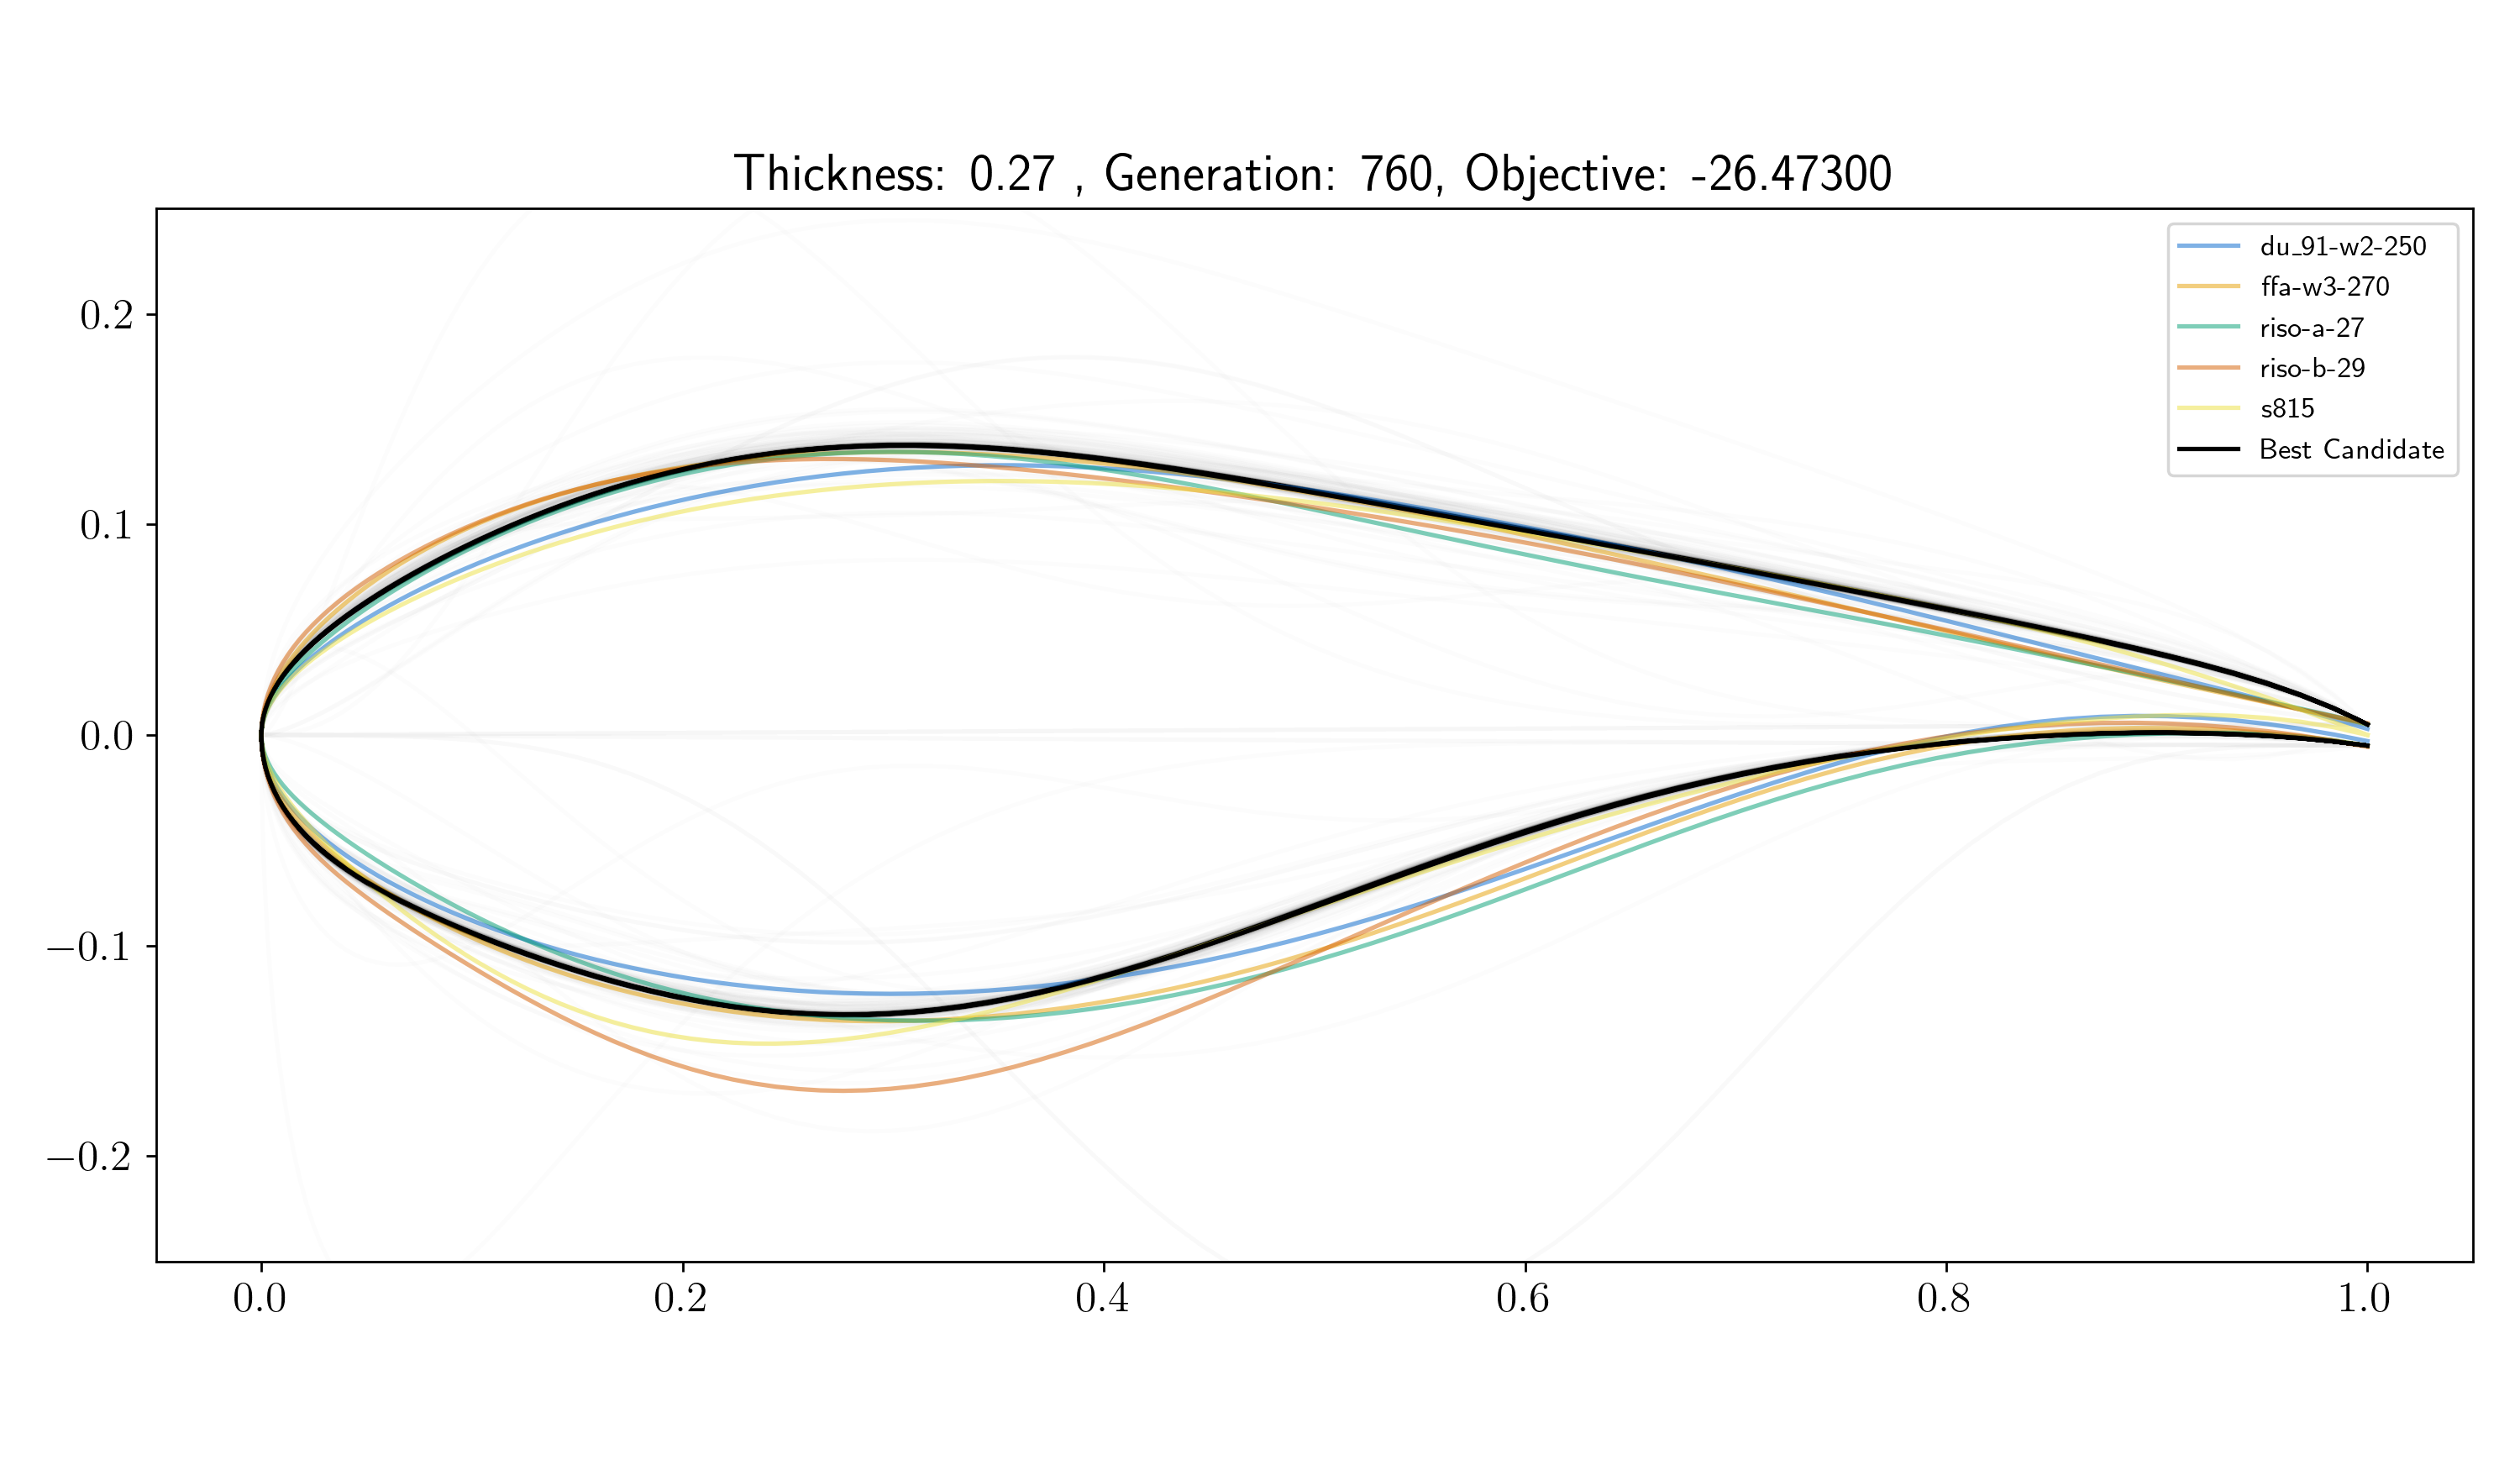 Thickness: 0.27 , Generation: 760, Objective: -26.47300
du_91-w2-250
ffa-w3-270
riso-a-27
riso-b-29
s815
Best Candidate
0.2
0.1
0.0
−0.1
−0.2
0.0 0.2 0.4 0.6 0.8 1.0